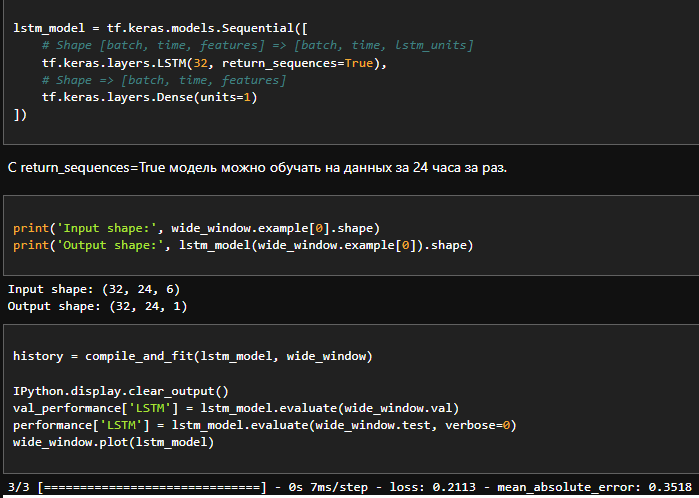 lstm_model = tf.keras.models.Sequential([
# Shape [batch, time, features] => [batch, time, lstm_units]
tf.keras.layers.LSTM(32, return_sequences=True),
# Shape => [batch, time, features]
tf.keras.layers.Dense(units=1)
])
С return_sequences=True модель можно обучать на данных за 24 часа за раз.
print('Input shape:', wide_window.example[0].shape)
print('Output shape:', lstm_model(wide_window.example[0]).shape)
Input shape: (32, 24, 6)
Output shape: (32, 24, 1)
history = compile_and_fit(lstm_model, wide_window)
IPython.display.clear_output()
val_performance['LSTM'] = lstm_model.evaluate(wide_window.val)
performance['LSTM'] = lstm_model.evaluate(wide_window.test, verbose=0)
wide_window.plot(lstm_model)
3/3 [==============================] - 0s 7ms/step - loss: 0.2113 - mean_absolute_error: 0.3518